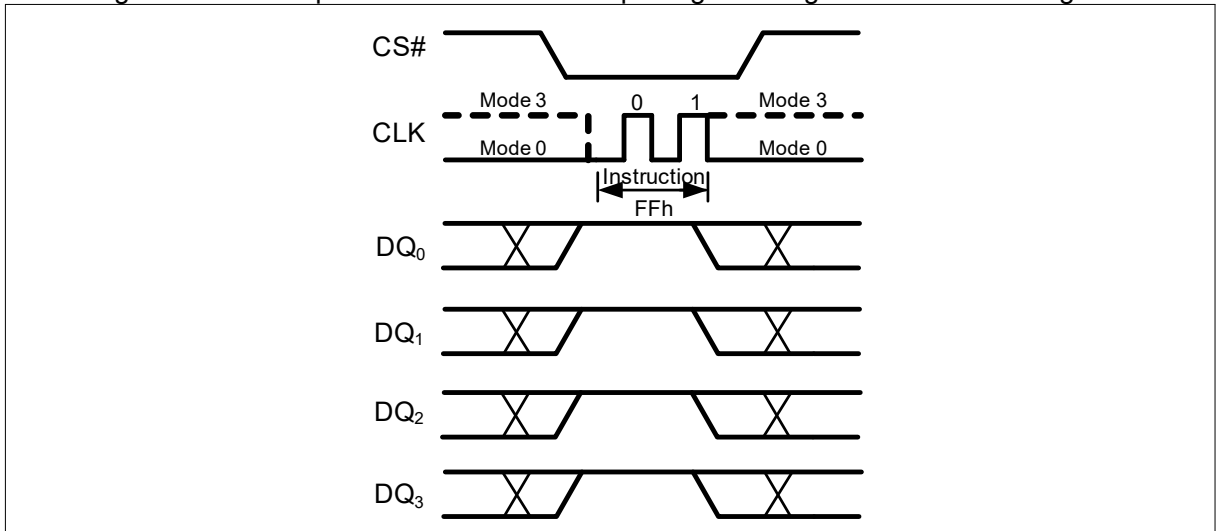 CS#
Mode 3 0 1 Mode 3
CLK
Mode 0 Mode 0
Instruction
FFh
DQ₀
DQ₁
DQ₂
DQ₃